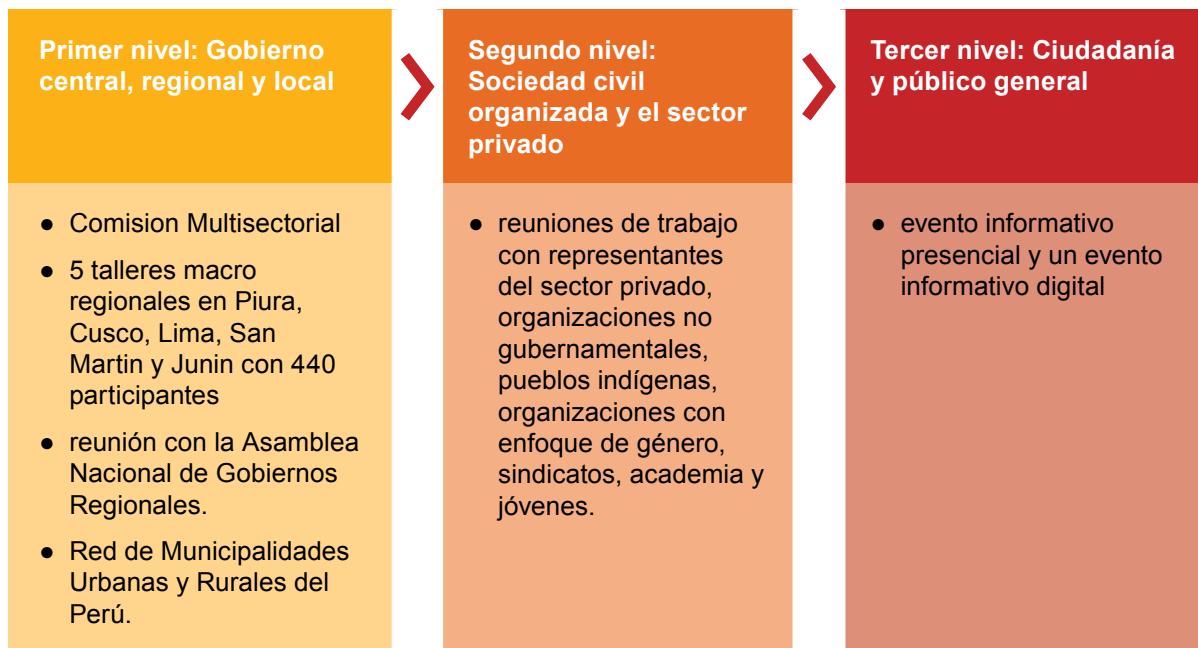 Primer nivel: Gobierno
central, regional y local
● Comision Multisectorial
● 5 talleres macro
regionales en Piura,
Cusco, Lima, San
Martin y Junin con 440
participantes
● reunión con la Asamblea
Nacional de Gobiernos
Regionales.
● Red de Municipalidades
Urbanas y Rurales del
Perú.
Segundo nivel:
Sociedad civil
organizada y el sector
privado
● reuniones de trabajo
con representantes
del sector privado,
organizaciones no
gubernamentales,
pueblos indígenas,
organizaciones con
enfoque de género,
sindicatos, academia y
jóvenes.
Tercer nivel: Ciudadanía
y público general
● evento informativo
presencial y un evento
informativo digital